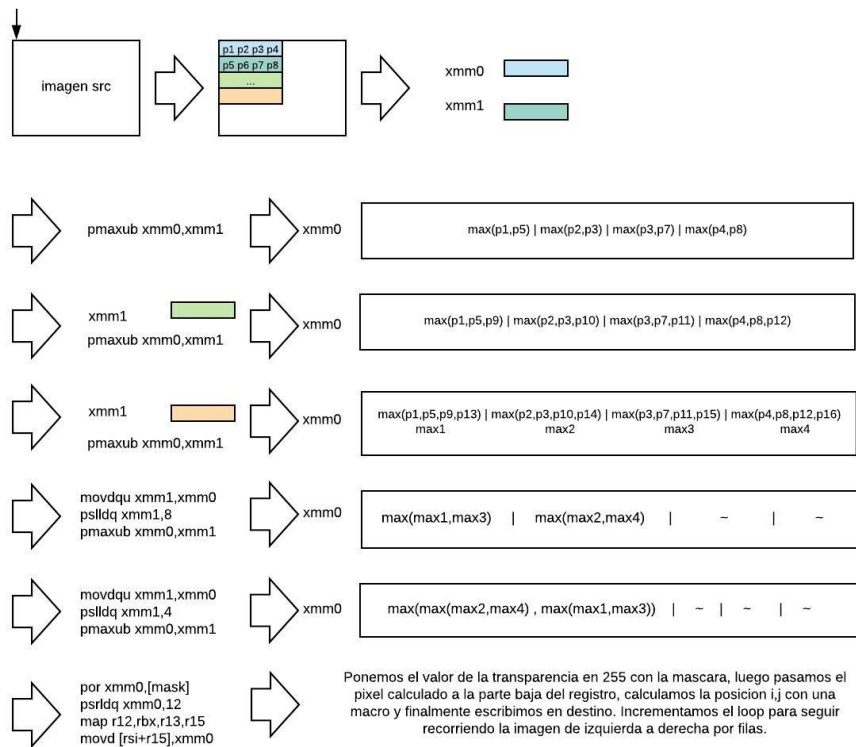 imagen src
p1 p2 p3 p4
p5 p6 p7 p8
...
xmm0
xmm1
pmaxub xmm0,xmm1
xmm0
max(p1,p5) | max(p2,p3) | max(p3,p7) | max(p4,p8)
xmm1
pmaxub xmm0,xmm1
xmm0
max(p1,p5,p9) | max(p2,p3,p10) | max(p3,p7,p11) | max(p4,p8,p12)
xmm1
pmaxub xmm0,xmm1
xmm0
max(p1,p5,p9,p13) | max(p2,p3,p10,p14) | max(p3,p7,p11,p15) | max(p4,p8,p12,p16)
max1 max2 max3 max4
movdqu xmm1,xmm0
pslldq xmm1,8
pmaxub xmm0,xmm1
xmm0
max(max1,max3) | max(max2,max4) | ~ | ~
movdqu xmm1,xmm0
pslldq xmm1,4
pmaxub xmm0,xmm1
xmm0
max(max(max2,max4) , max(max1,max3)) | ~ | ~ | ~
por xmm0,[mask]
psrldq xmm0,12
map r12,rbx,r13,r15
movd [rsi+r15],xmm0
Ponemos el valor de la transparencia en 255 con la mascara, luego pasamos el
pixel calculado a la parte baja del registro, calculamos la posicion i,j con una
macro y finalmente escribimos en destino. Incrementamos el loop para seguir
recorriendo la imagen de izquierda a derecha por filas.